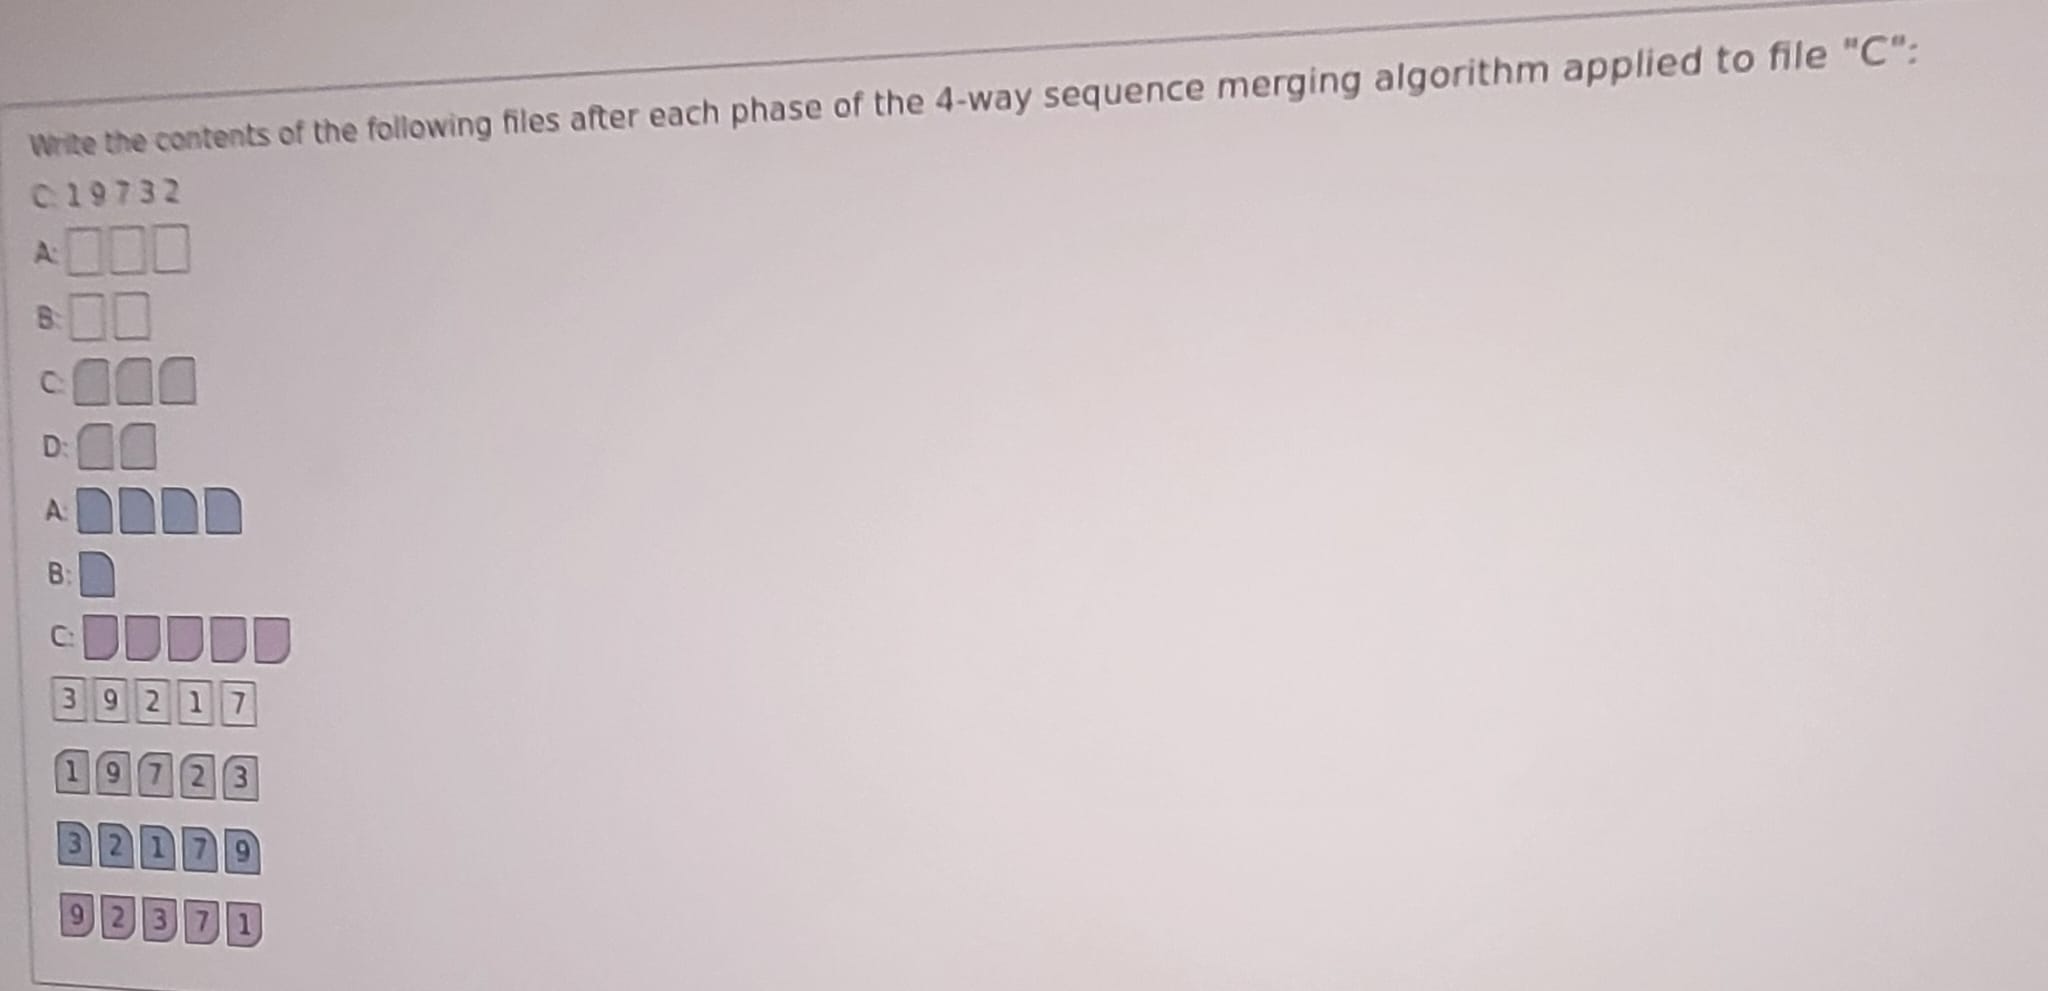 Write the contents of the following files after each phase of the 4-way sequence merging algorithm applied to file "C":
C: 1 9 7 3 2
A:
B:
C:
D:
A:
B:
C:
3 9 2 1 7
1 9 7 2 3
3 2 1 7 9
9 2 3 7 1